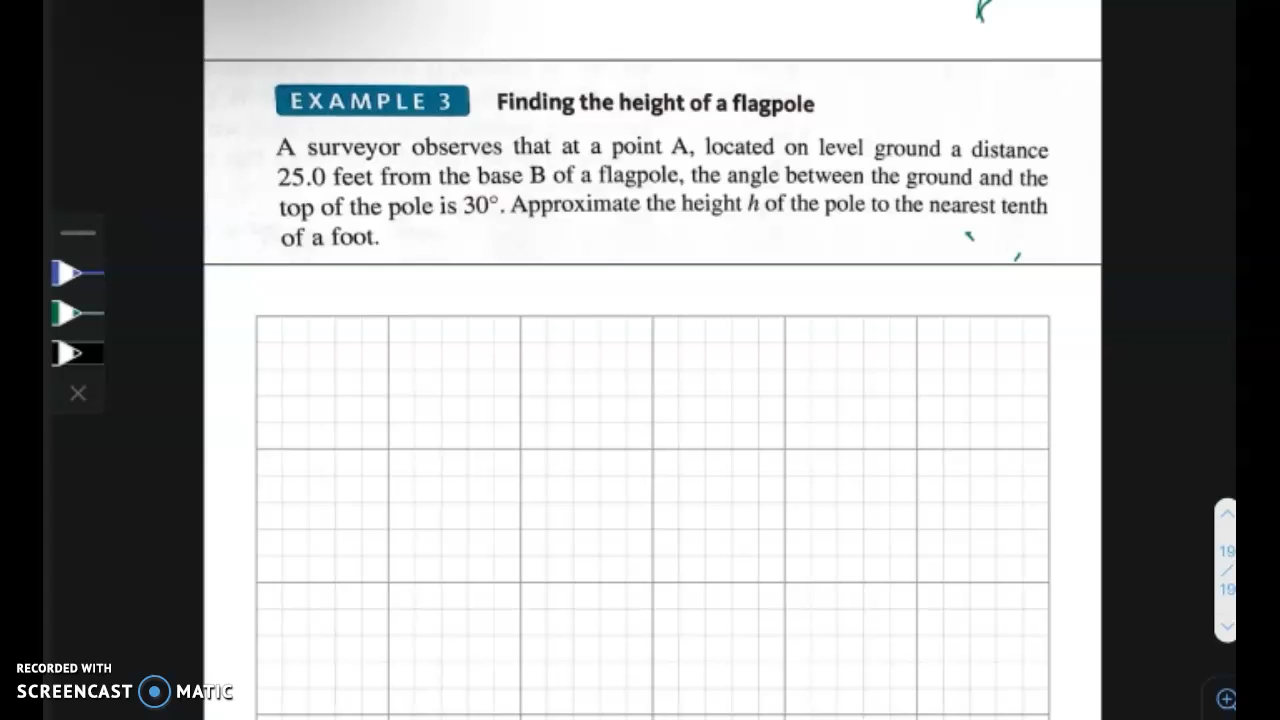 EXAMPLE 3 Finding the height of a flagpole
A surveyor observes that at a point A, located on level ground a distance
25.0 feet from the base B of a flagpole, the angle between the ground and the
top of the pole is 30°. Approximate the height h of the pole to the nearest tenth
of a foot.
19
/
19
RECORDED WITH
SCREENCAST MATIC